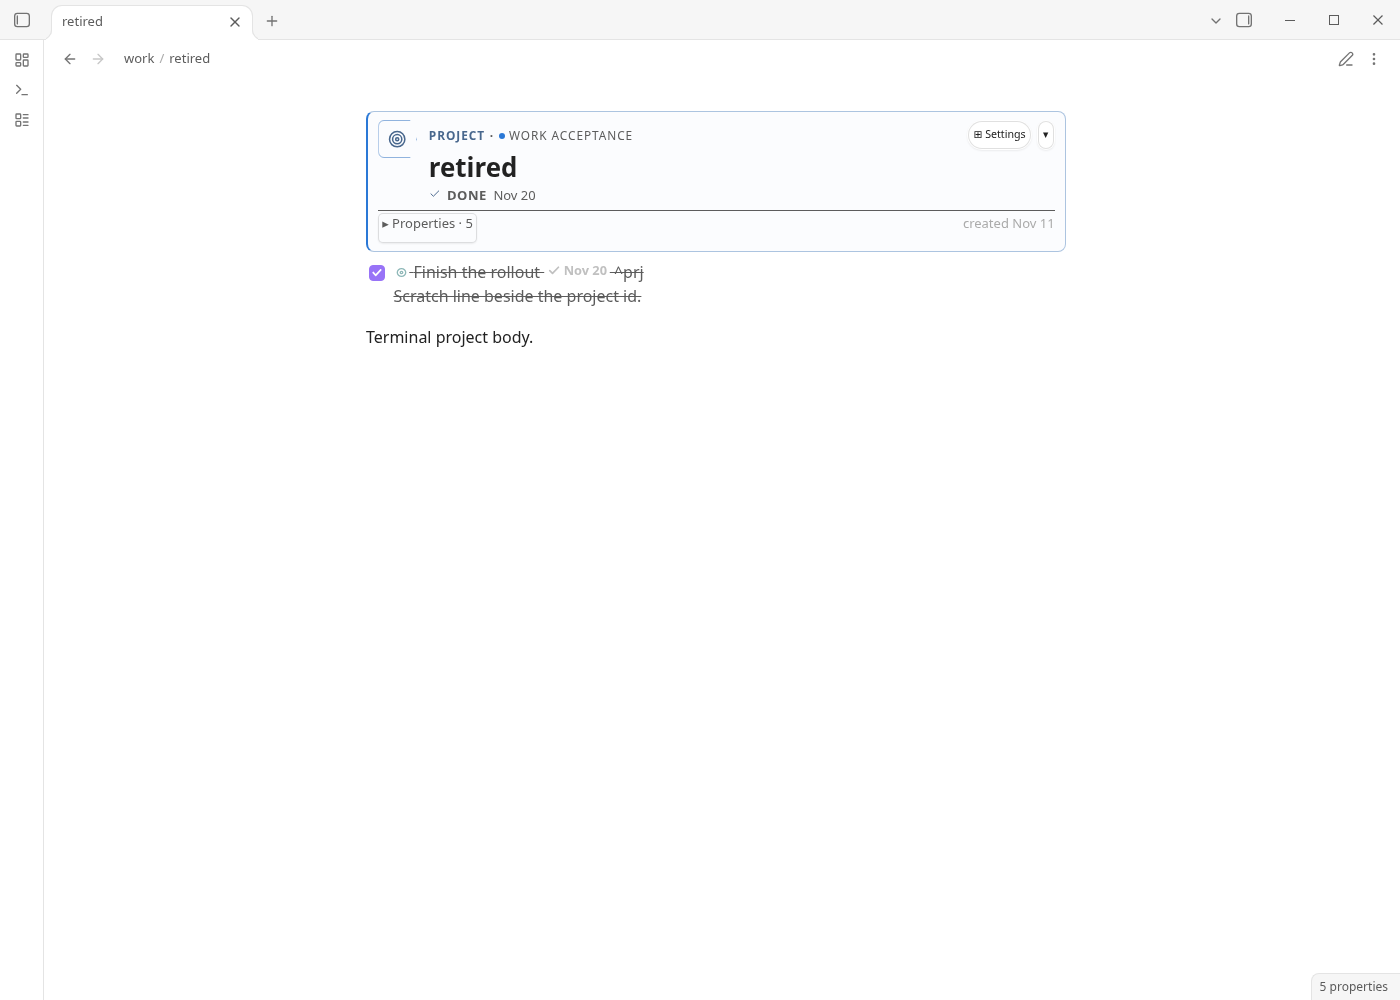 retired
work / retired
PROJECT · WORK ACCEPTANCE
Settings
retired
DONE Nov 20
Properties · 5
created Nov 11
Finish the rollout Nov 20 ^prj
Scratch line beside the project id.
Terminal project body.
5 properties